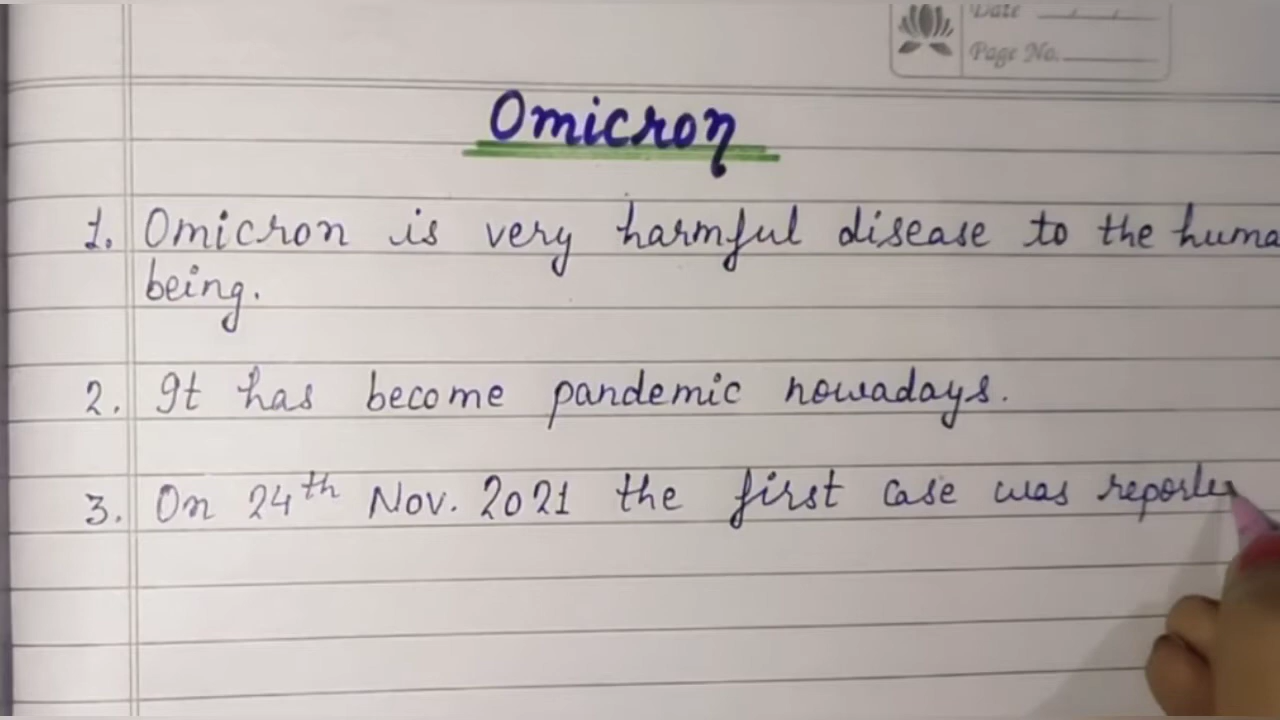 Date
Page No.
Omicron
1. Omicron is very harmful disease to the huma
being.
2. It has become pandemic nowadays.
3. On 24th Nov. 2021 the first case was reporte